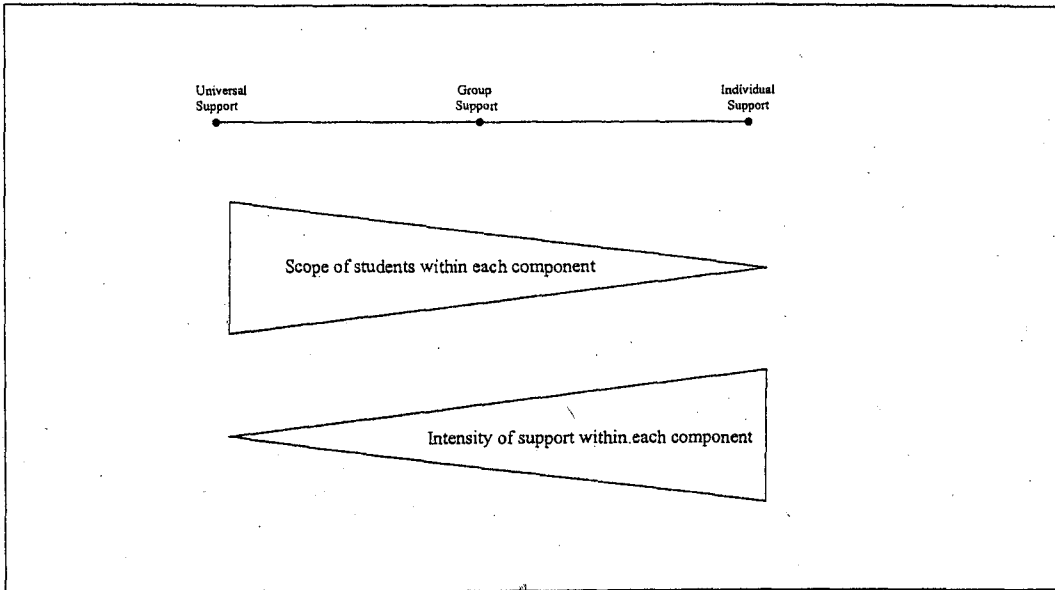 Universal
Support
Group
Support
Individual
Support
Scope of students within each component
Intensity of support within each component